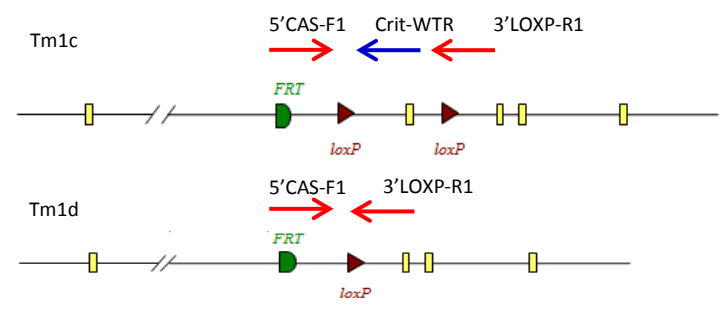 5'CAS-F1 Crit-WTR 3'LOXP-R1
Tm1c
FRT
loxP loxP
5'CAS-F1 3'LOXP-R1
Tm1d
FRT
loxP